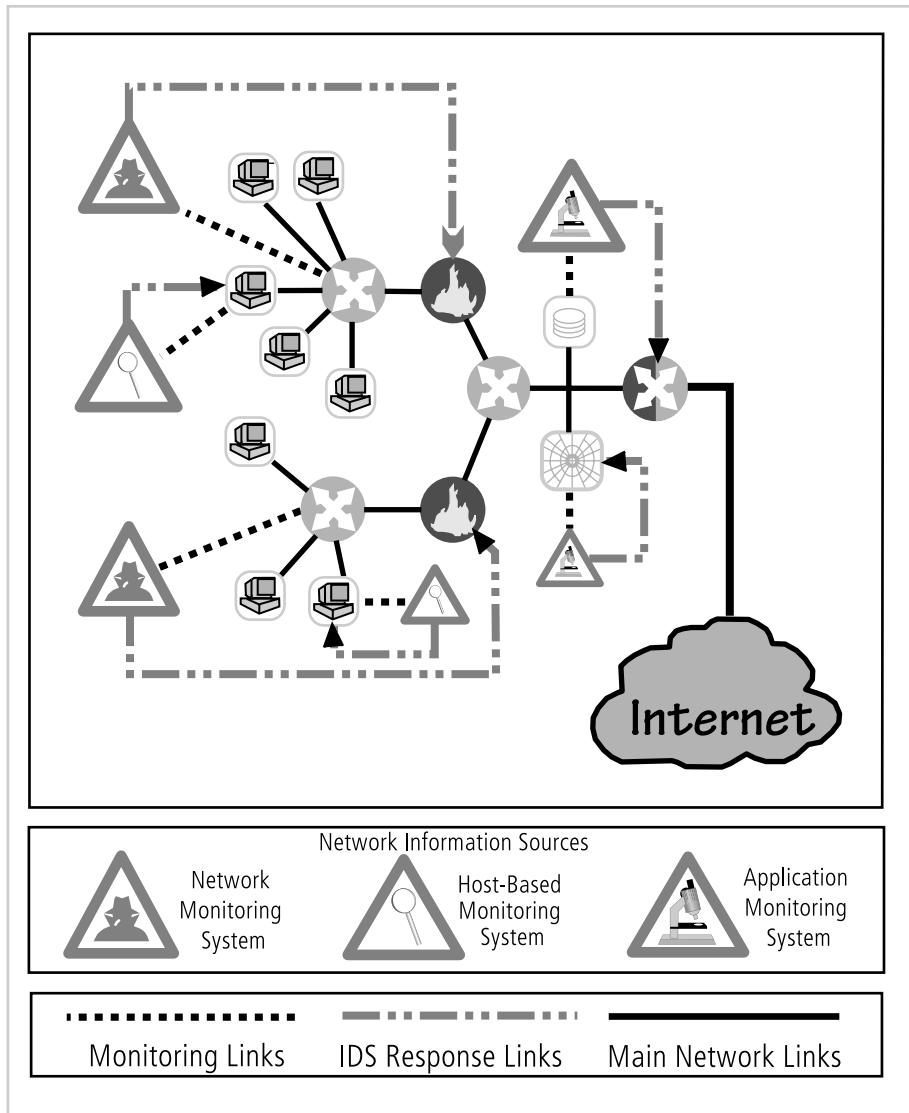 Internet
Network Information Sources
Network
Monitoring
System
Host-Based
Monitoring
System
Application
Monitoring
System
Monitoring Links
IDS Response Links
Main Network Links